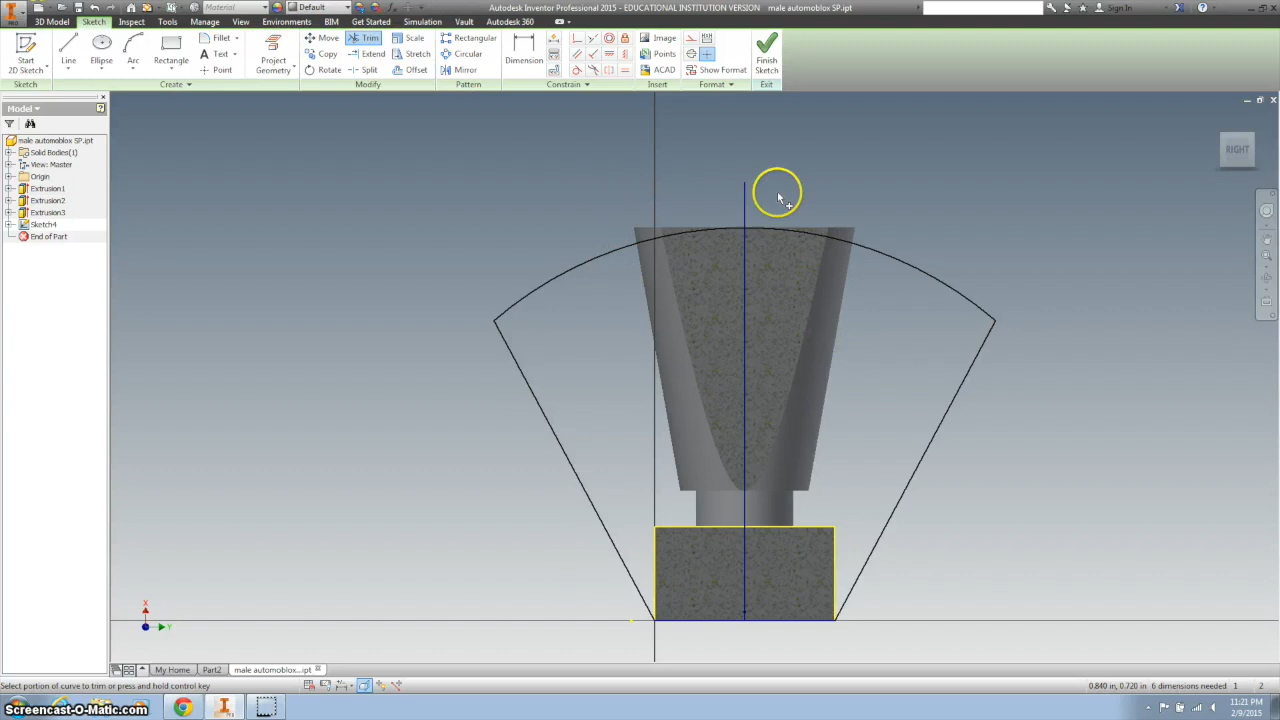 Material
Default
Autodesk Inventor Professional 2015 - EDUCATIONAL INSTITUTION VERSION male automoblox SP.ipt
Sign In
PRO
3D Model
Sketch
Inspect
Tools
Manage
View
Environments
BIM
Get Started
Simulation
Vault
Autodesk 360
Start
2D Sketch
Line
Ellipse
Arc
Rectangle
Fillet
Text
Point
Project
Geometry
Move
Copy
Rotate
Trim
Extend
Split
Scale
Stretch
Offset
Rectangular
Circular
Mirror
Dimension
Image
Points
ACAD
Show Format
Finish
Sketch
Sketch
Create
Modify
Pattern
Constrain
Insert
Format
Exit
Model
male automoblox SP.ipt
Solid Bodies(1)
View: Master
Origin
Extrusion1
Extrusion2
Extrusion3
Sketch4
End of Part
RIGHT
X
Y
My Home
Part2
male automoblox....ipt
Select portion of curve to trim or press and hold control key
0.840 in, 0.720 in
6 dimensions needed
1
2
Screencast-O-Matic.com
11:21 PM
2/9/2015